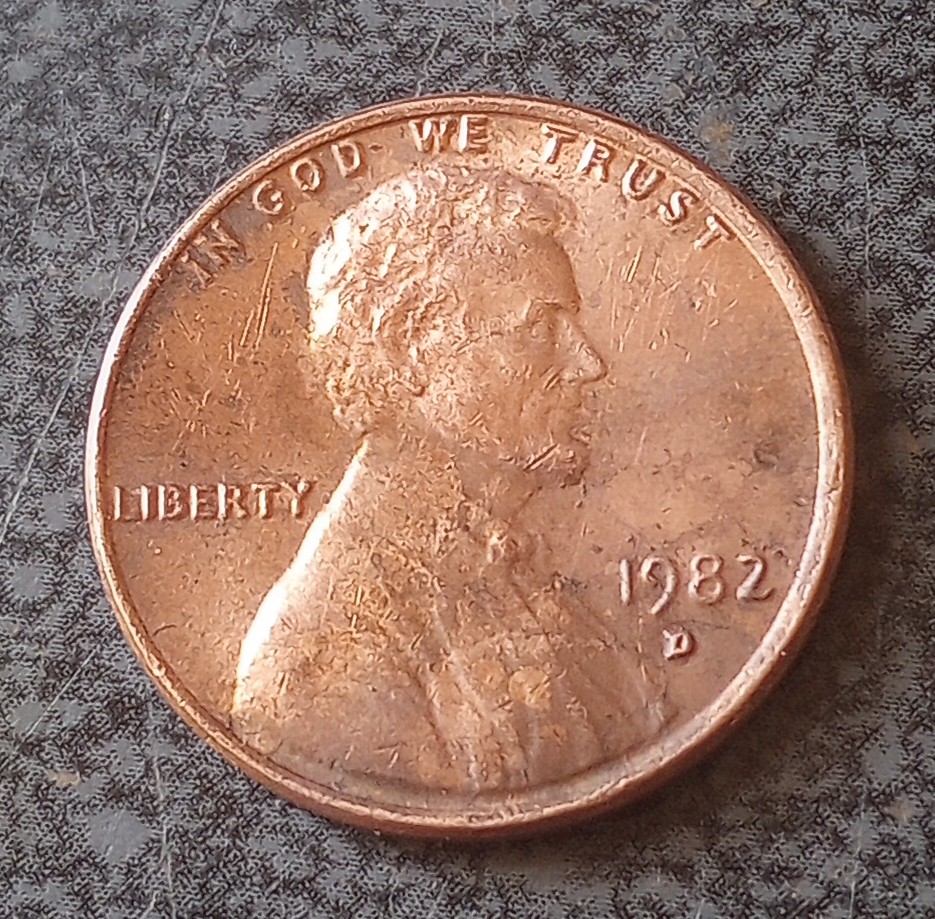 IN GOD WE TRUST
LIBERTY
1982
D